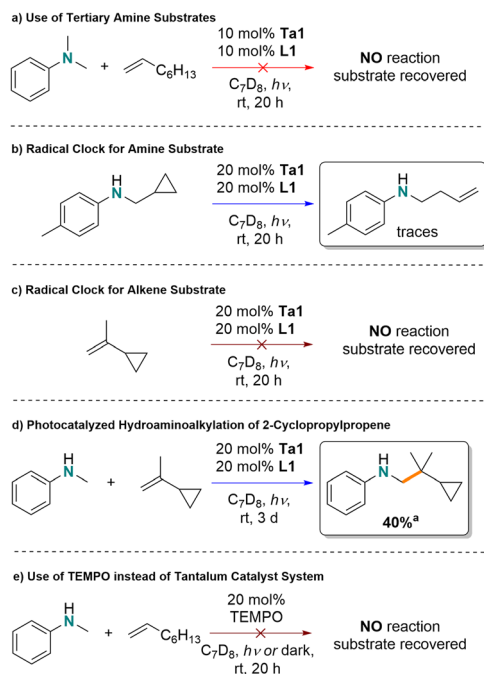 a) Use of Tertiary Amine Substrates
10 mol% Ta1
10 mol% L1
N
+
C6H13
C7D8, hν,
rt, 20 h
NO reaction
substrate recovered
b) Radical Clock for Amine Substrate
20 mol% Ta1
20 mol% L1
H
N
C7D8, hν,
rt, 20 h
H
N
traces
c) Radical Clock for Alkene Substrate
20 mol% Ta1
20 mol% L1
C7D8, hν,
rt, 20 h
NO reaction
substrate recovered
d) Photocatalyzed Hydroaminoalkylation of 2-Cyclopropylpropene
20 mol% Ta1
20 mol% L1
H
N
+
C7D8, hν,
rt, 3 d
H
N
40%a
e) Use of TEMPO instead of Tantalum Catalyst System
20 mol%
TEMPO
H
N
+
C6H13
C7D8, hν or dark,
rt, 20 h
NO reaction
substrate recovered